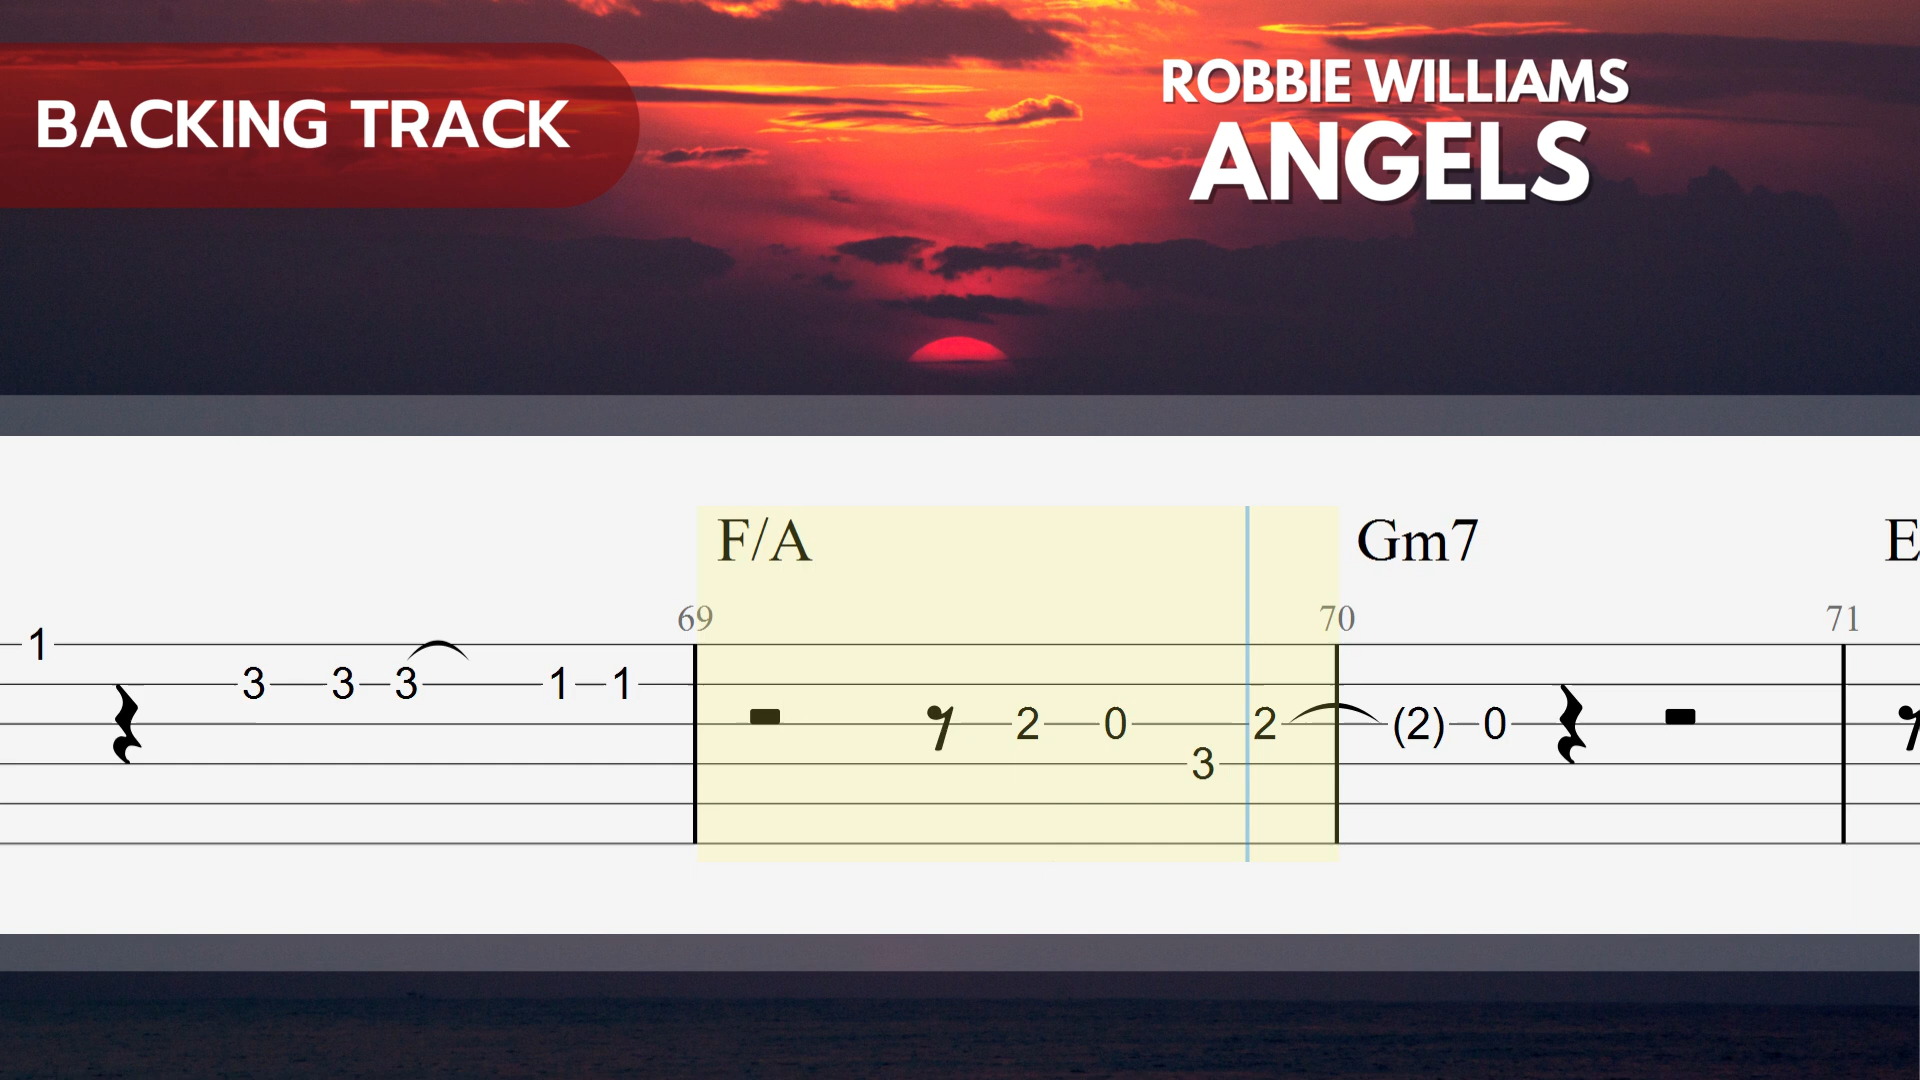 BACKING TRACK
ROBBIE WILLIAMS
ANGELS
F/A Gm7 E
69 70 71
1
3 3 3 1 1 2 0 2 (2) 0
3